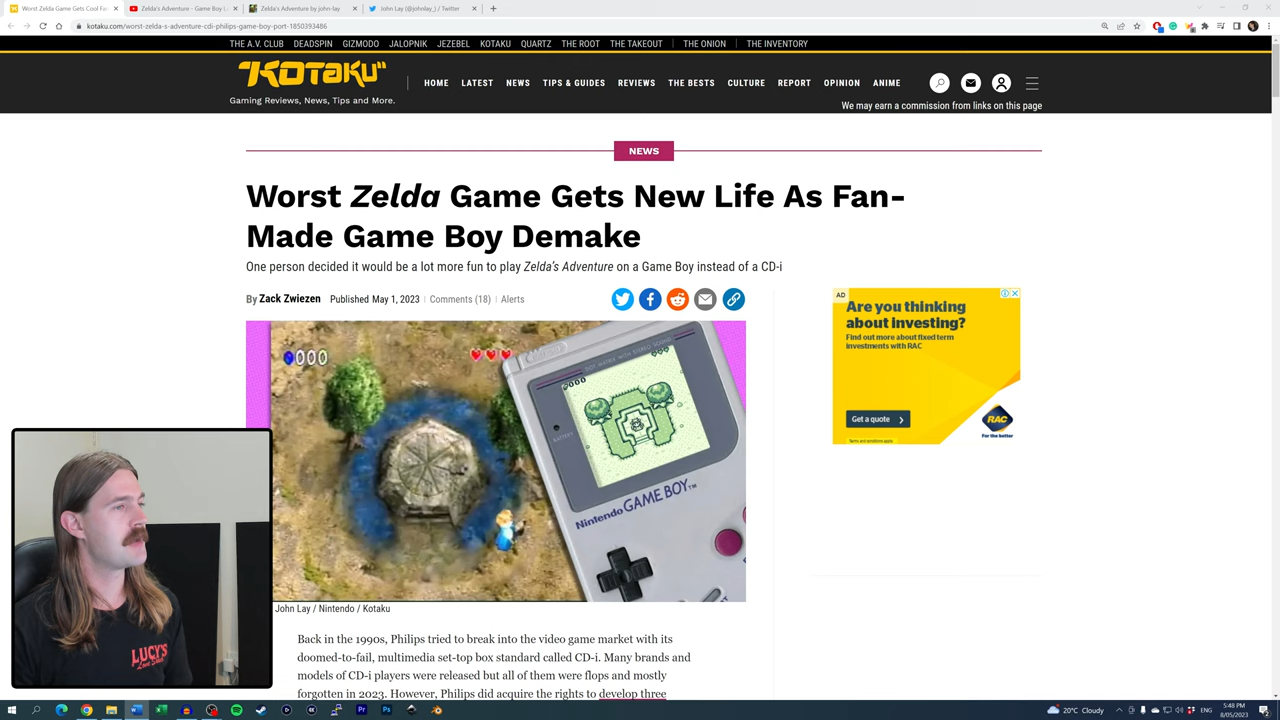 Worst Zelda Game Gets Cool Fa
Zelda's Adventure - Game Boy L
Zelda's Adventure by john-lay
John Lay (@johnlay_) / Twitter
kotaku.com/worst-zelda-s-adventure-cdi-philips-game-boy-port-1850393486
THE A.V. CLUB DEADSPIN GIZMODO JALOPNIK JEZEBEL KOTAKU QUARTZ THE ROOT THE TAKEOUT THE ONION THE INVENTORY
KOTAKU
HOME LATEST NEWS TIPS & GUIDES REVIEWS THE BESTS CULTURE REPORT OPINION ANIME
Gaming Reviews, News, Tips and More.
We may earn a commission from links on this page
NEWS
Worst Zelda Game Gets New Life As Fan-
Made Game Boy Demake
One person decided it would be a lot more fun to play Zelda's Adventure on a Game Boy instead of a CD-i
By Zack Zwiezen Published May 1, 2023 Comments (18) Alerts
AD
Are you thinking
about investing?
Find out more about fixed term
investments with RAC
Get a quote
RAC
For the better
Terms and conditions apply
000
DOT MATRIX WITH STEREO SOUND
000
BATTERY
Nintendo GAME BOY™
John Lay / Nintendo / Kotaku
Back in the 1990s, Philips tried to break into the video game market with its
doomed-to-fail, multimedia set-top box standard called CD-i. Many brands and
models of CD-i players were released but all of them were flops and mostly
forgotten in 2023. However, Philips did acquire the rights to develop three
LUCY'S
20°C Cloudy
ENG
5:48 PM
8/05/2023